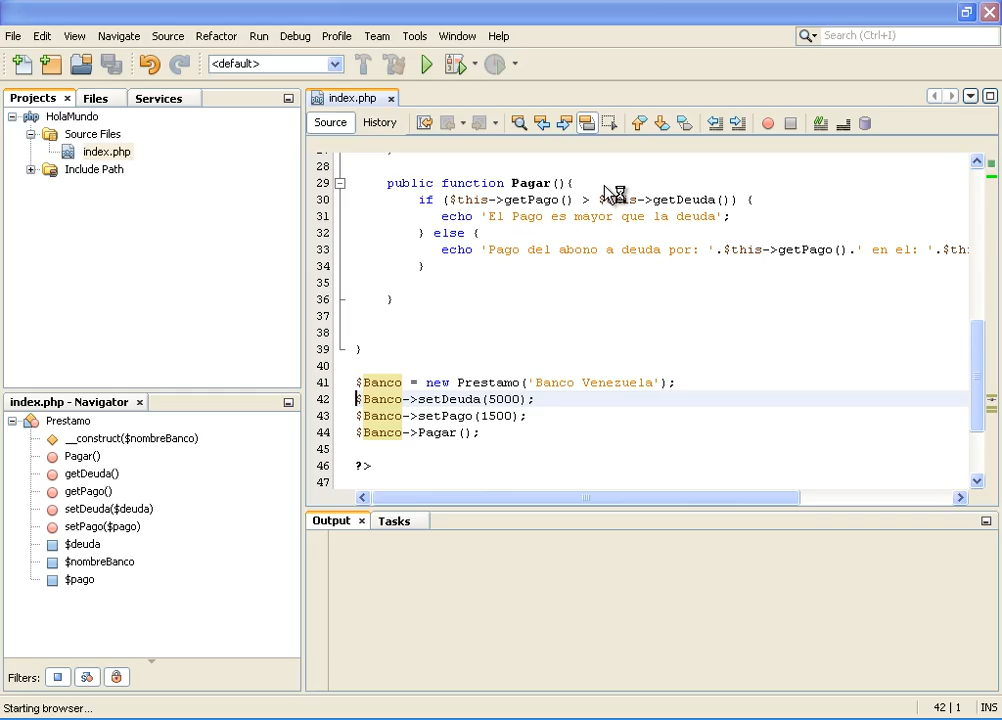 File Edit View Navigate Source Refactor Run Debug Profile Team Tools Window Help
Search (Ctrl+I)
<default>
Projects × Files Services
index.php ×
HolaMundo
Source Files
index.php
Include Path
Source History
28
29 public function Pagar(){
30 if ($this->getPago() > $this->getDeuda()) {
31 echo 'El Pago es mayor que la deuda';
32 } else {
33 echo 'Pago del abono a deuda por: '.$this->getPago().' en el: '.$thi
34 }
35
36 }
37
38
39 }
40
41 $Banco = new Prestamo('Banco Venezuela');
42 $Banco->setDeuda(5000);
43 $Banco->setPago(1500);
44 $Banco->Pagar();
45
46 ?>
47
index.php - Navigator ×
Prestamo
__construct($nombreBanco)
Pagar()
getDeuda()
getPago()
setDeuda($deuda)
setPago($pago)
$deuda
$nombreBanco
$pago
Filters:
Output × Tasks
Starting browser...
42 | 1 INS